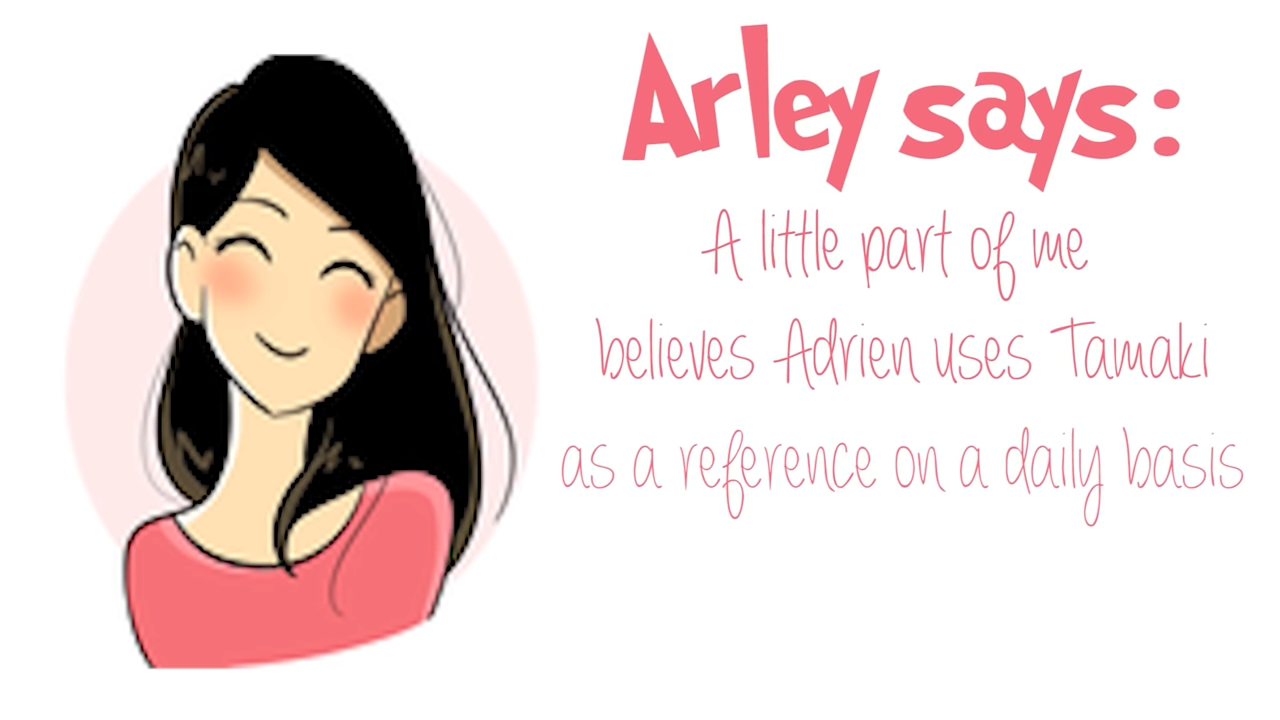 Arley says:
A little part of me
believes Adrien uses Tamaki
as a reference on a daily basis